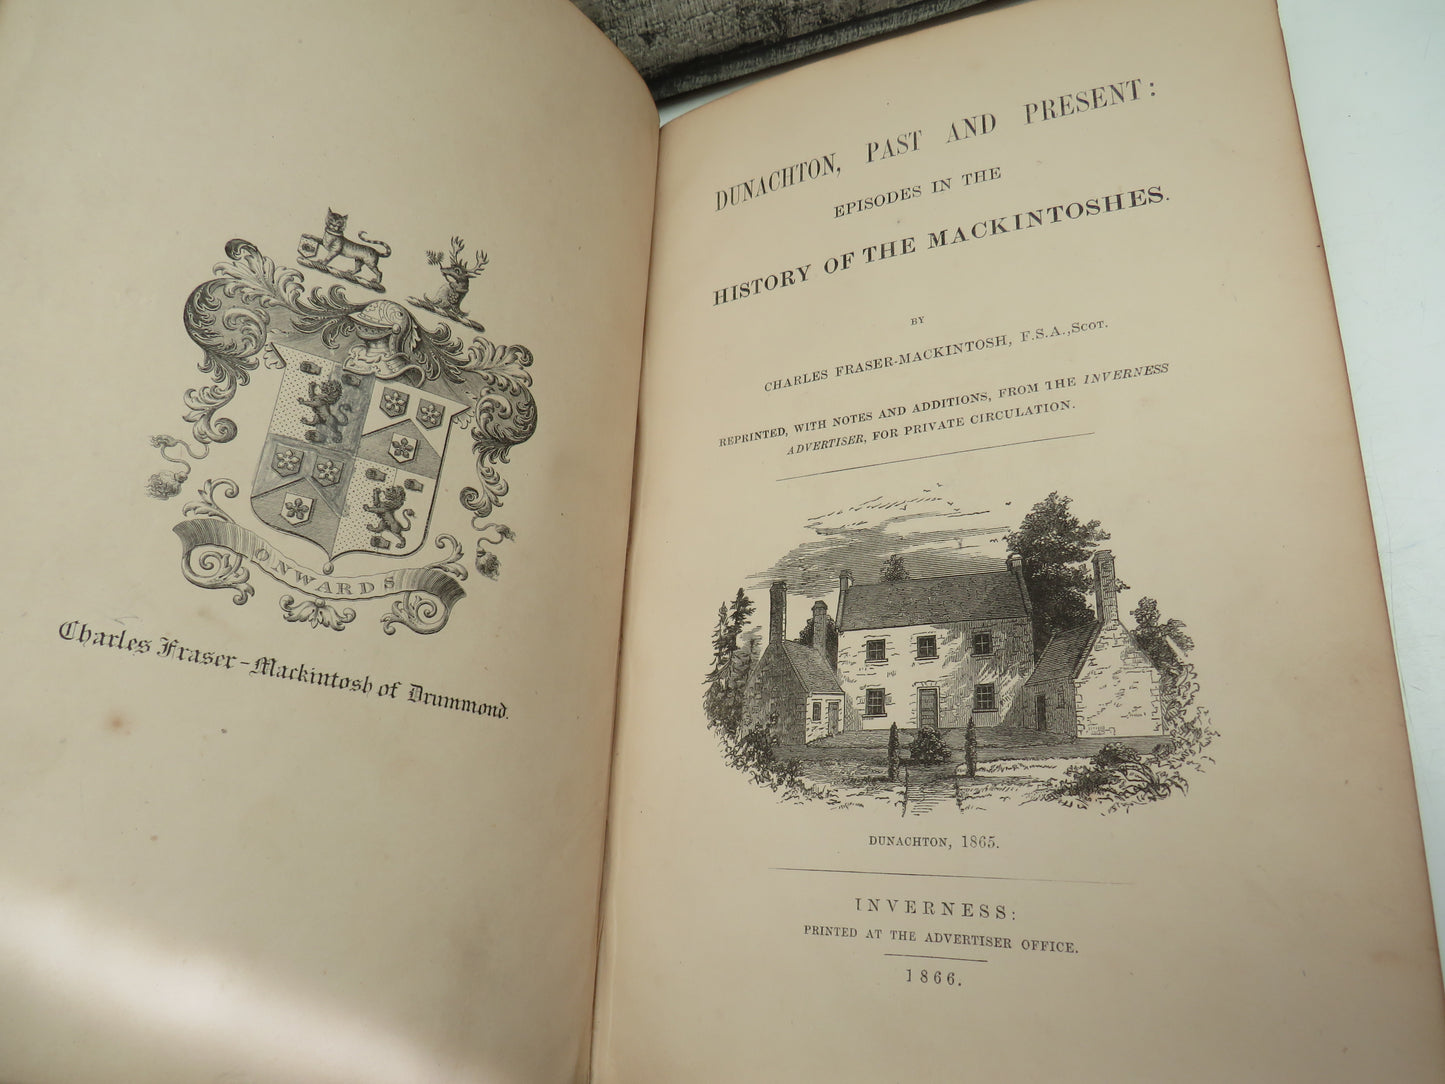 ONWARDS
Charles Fraser-Mackintosh of Drummond.
DUNACHTON, PAST AND PRESENT:
EPISODES IN THE
HISTORY OF THE MACKINTOSHES.
BY
CHARLES FRASER-MACKINTOSH, F.S.A., SCOT.
REPRINTED, WITH NOTES AND ADDITIONS, FROM THE INVERNESS
ADVERTISER, FOR PRIVATE CIRCULATION.
DUNACHTON, 1865.
INVERNESS:
PRINTED AT THE ADVERTISER OFFICE.
1866.